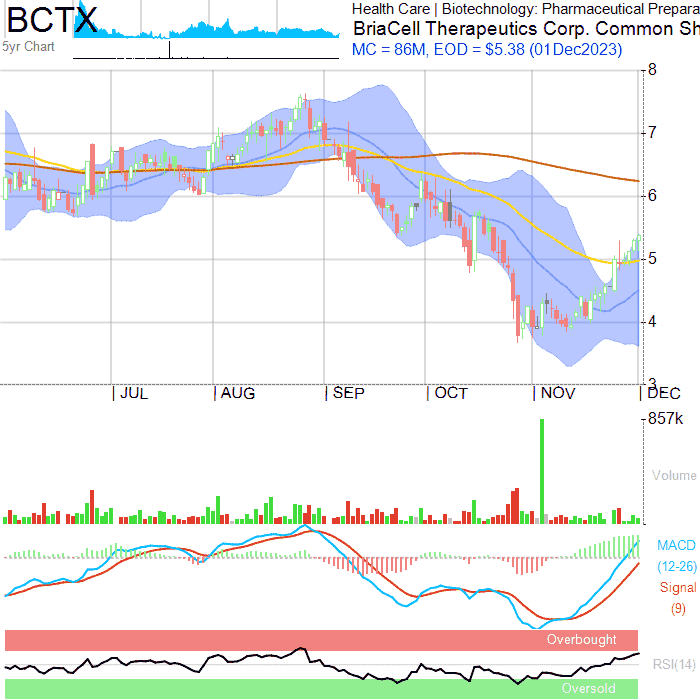 BCTX
5yr Chart
Health Care | Biotechnology: Pharmaceutical Prepara
BriaCell Therapeutics Corp. Common Sh
MC = 86M, EOD = $5.38 (01Dec2023)
8
7
6
5
4
3
JUL AUG SEP OCT NOV DEC
857k
Volume
MACD
(12-26)
Signal
(9)
Overbought
RSI(14)
Oversold